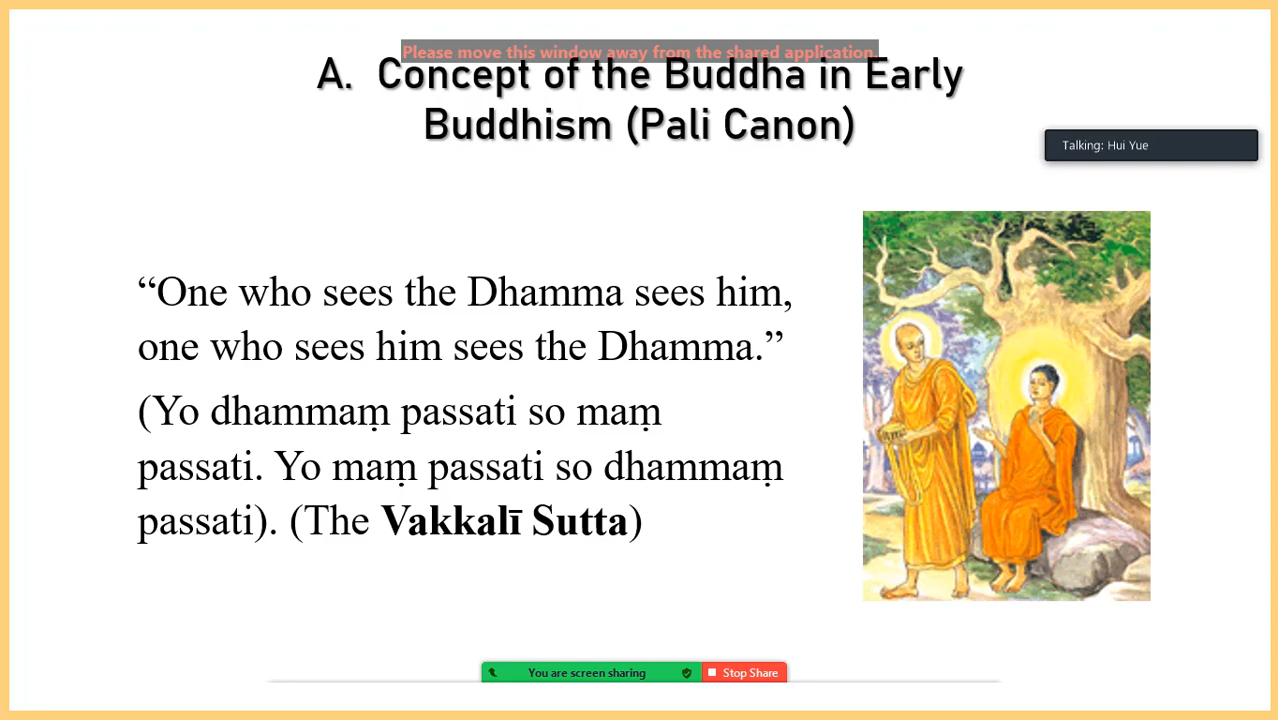 Please move this window away from the shared application.
A. Concept of the Buddha in Early
Buddhism (Pali Canon)
Talking: Hui Yue
“One who sees the Dhamma sees him,
one who sees him sees the Dhamma.”
(Yo dhammaṃ passati so maṃ
passati. Yo maṃ passati so dhammaṃ
passati). (The Vakkalī Sutta)
You are screen sharing
Stop Share